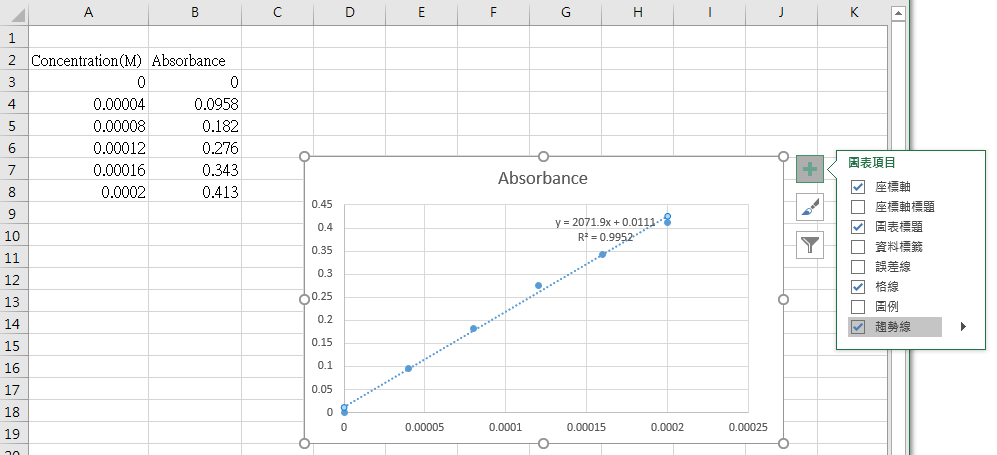 A B C D E F G H I J K
1
2 Concentration(M) Absorbance
3 0 0
4 0.00004 0.0958
5 0.00008 0.182
6 0.00012 0.276
7 0.00016 0.343
8 0.0002 0.413
9
10
11
12
13
14
15
16
17
18
19
20
Absorbance
y = 2071.9x + 0.0111
R² = 0.9952
0.45
0.4
0.35
0.3
0.25
0.2
0.15
0.1
0.05
0
0 0.00005 0.0001 0.00015 0.0002 0.00025
圖表項目
座標軸
座標軸標題
圖表標題
資料標籤
誤差線
格線
圖例
趨勢線